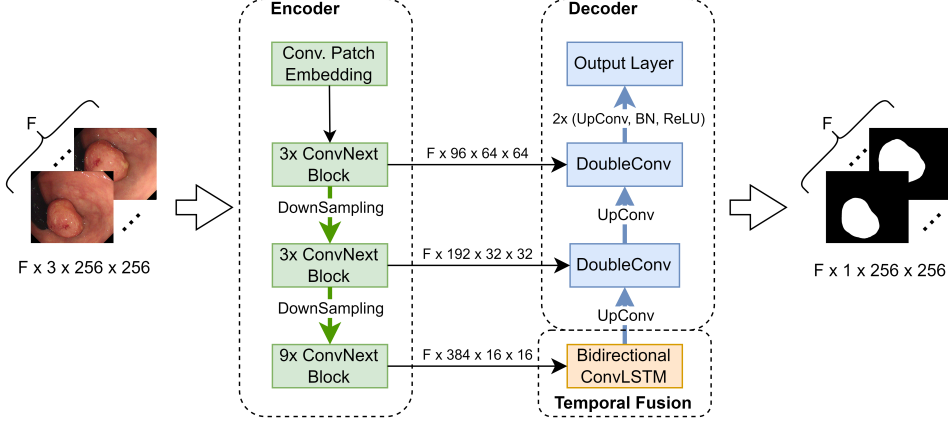 Encoder
Decoder
Conv. Patch
Embedding
Output Layer
2x (UpConv, BN, ReLU)
F
F
3x ConvNext
Block
F x 96 x 64 x 64
DoubleConv
DownSampling
UpConv
3x ConvNext
Block
F x 192 x 32 x 32
DoubleConv
F x 3 x 256 x 256
F x 1 x 256 x 256
DownSampling
UpConv
9x ConvNext
Block
F x 384 x 16 x 16
Bidirectional
ConvLSTM
Temporal Fusion